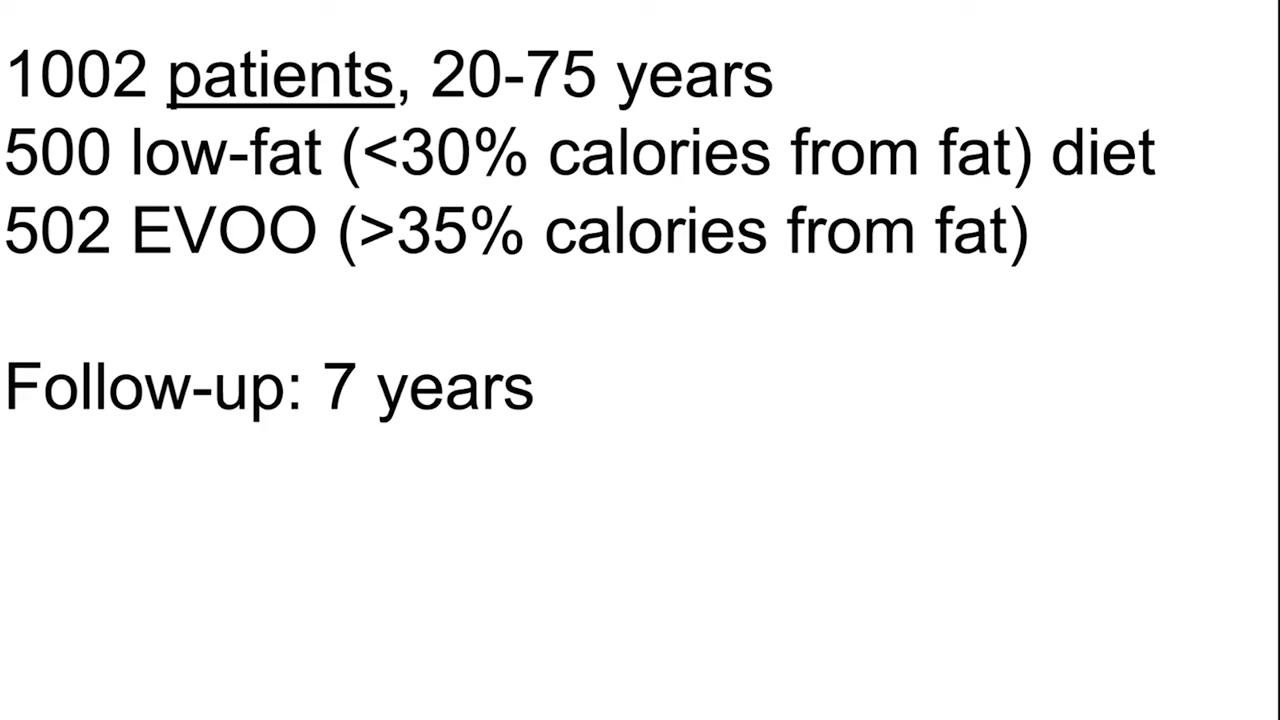 1002 patients, 20-75 years
500 low-fat (<30% calories from fat) diet
502 EVOO (>35% calories from fat)
Follow-up: 7 years